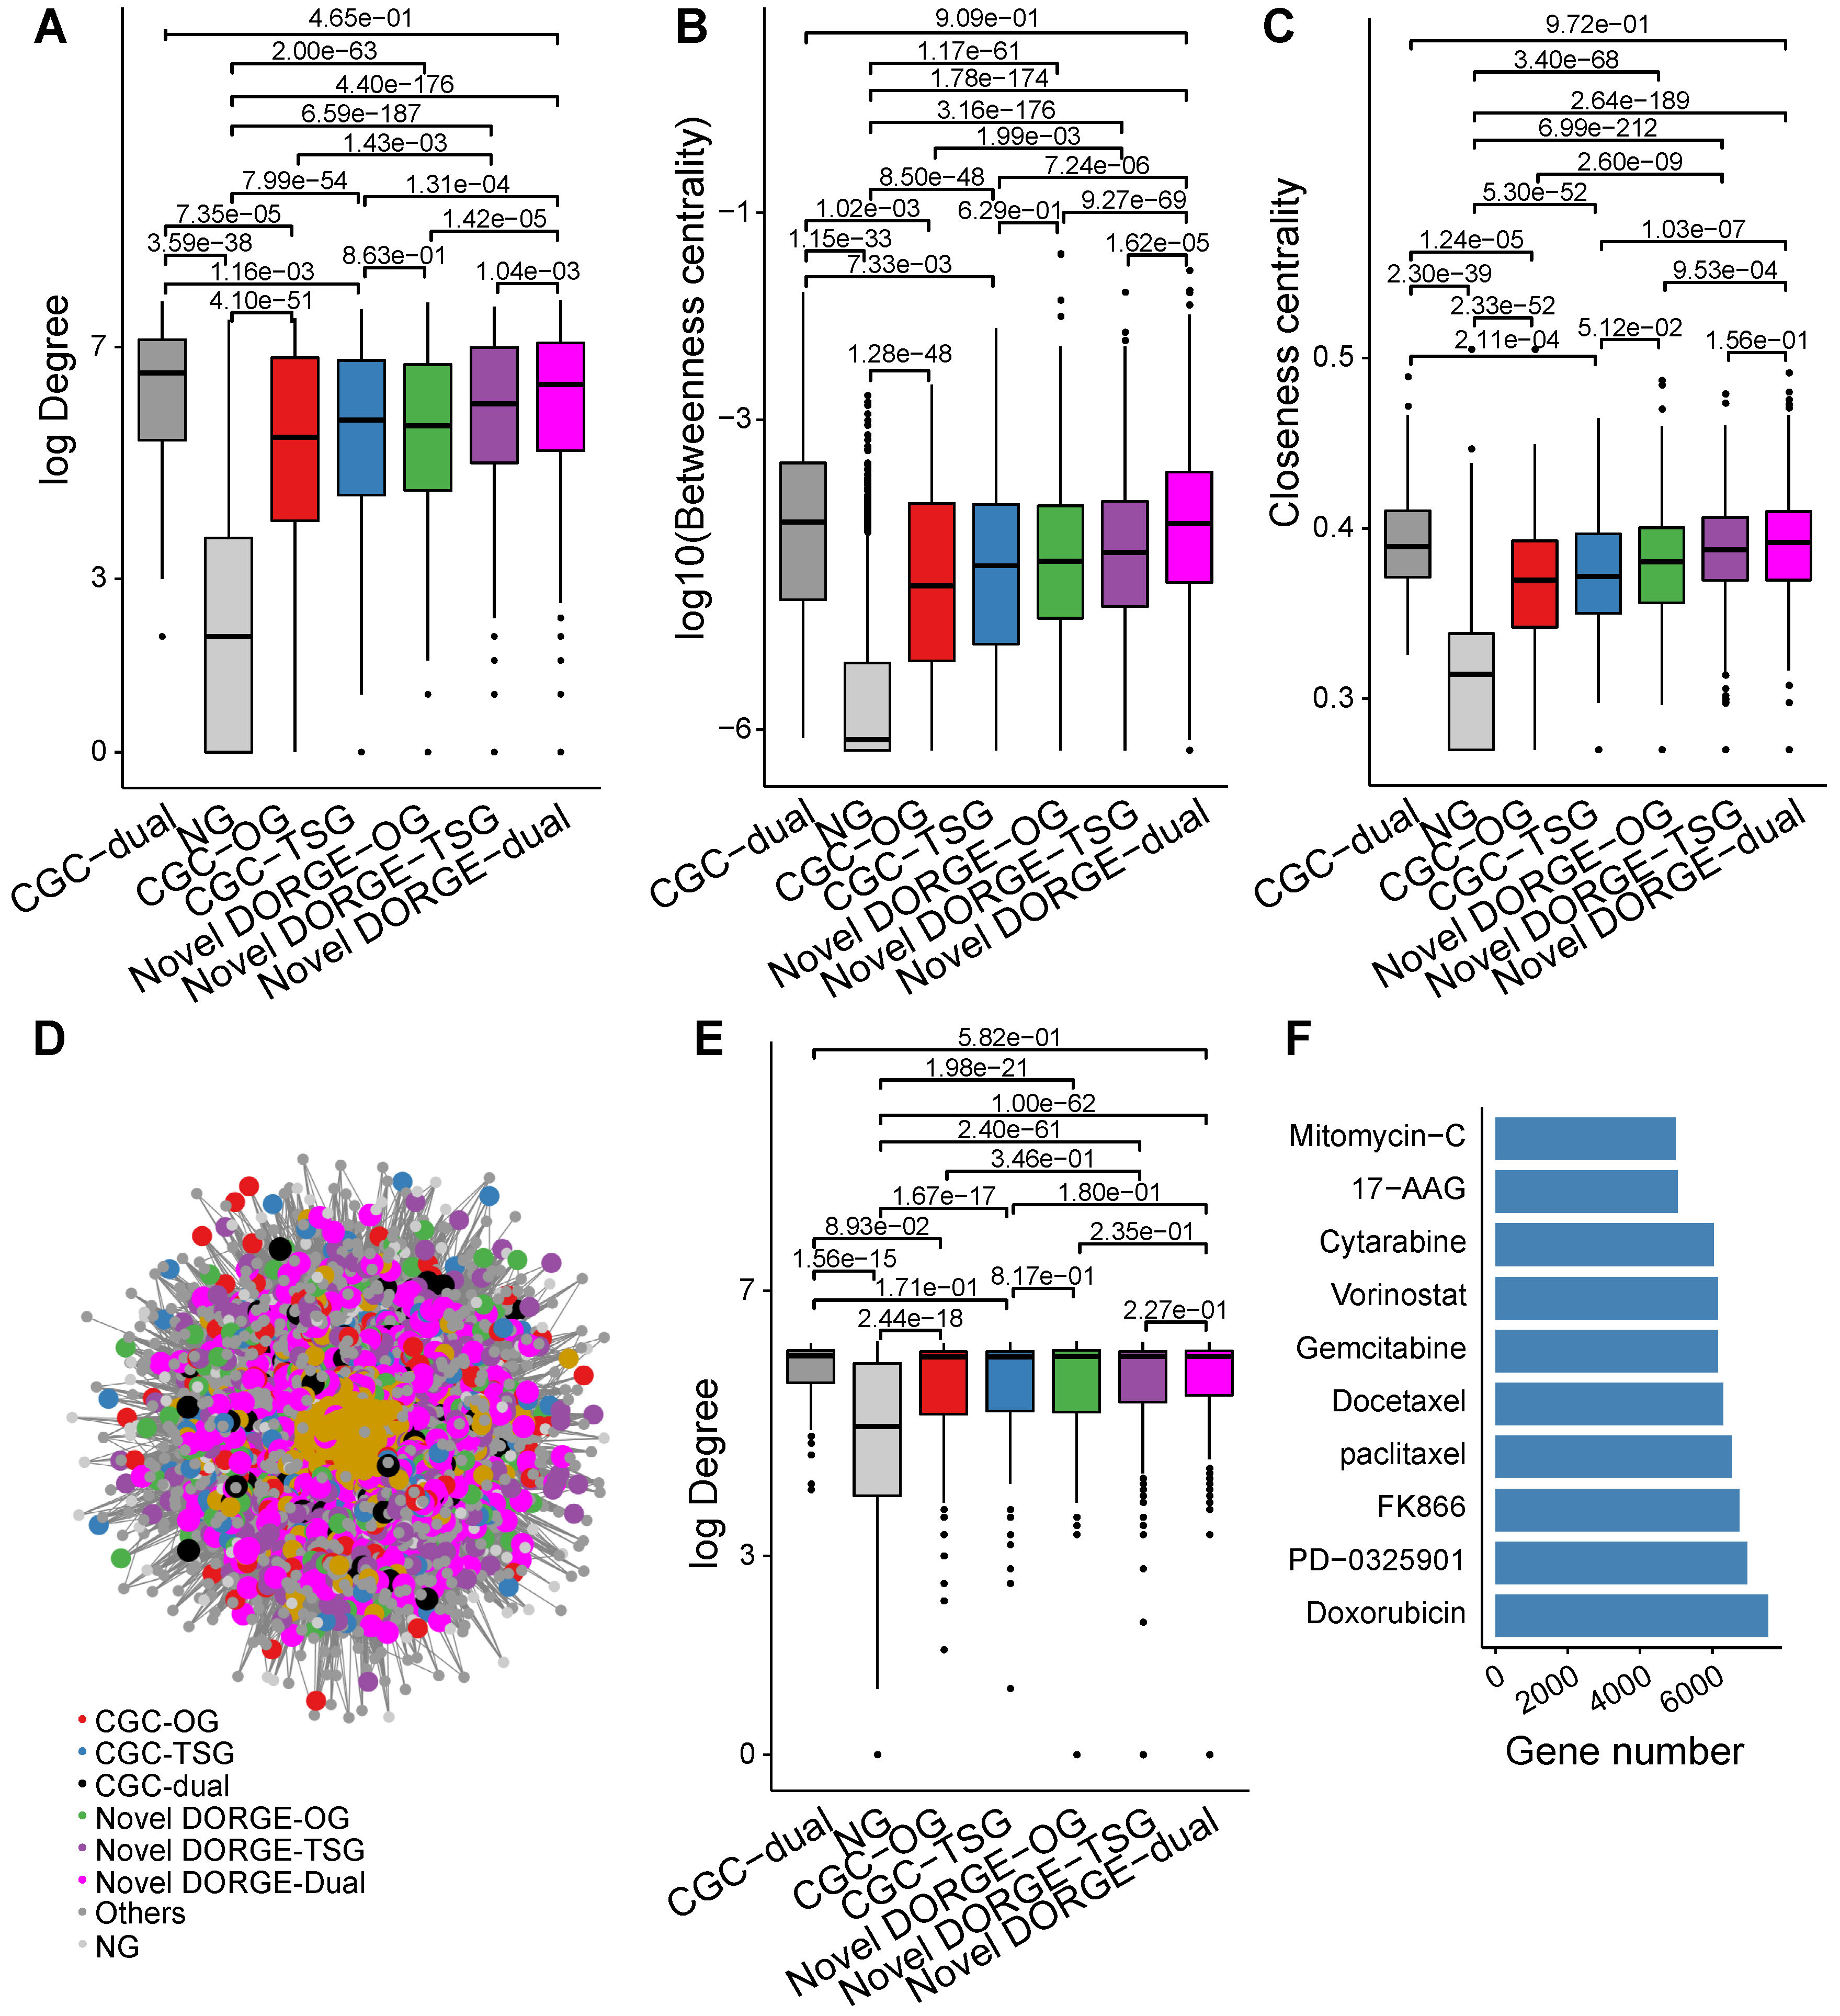 A
4.65e−01
2.00e−63
4.40e−176
6.59e−187
1.43e−03
7.99e−54
1.31e−04
7.35e−05
1.42e−05
3.59e−38
8.63e−01
1.16e−03
1.04e−03
4.10e−51
log Degree
7
3
0
CGC−dual
NG
CGC−OG
CGC−TSG
Novel DORGE−OG
Novel DORGE−TSG
Novel DORGE−dual
B
9.09e−01
1.17e−61
1.78e−174
3.16e−176
1.99e−03
7.24e−06
8.50e−48
9.27e−69
1.02e−03
6.29e−01
1.15e−33
1.62e−05
7.33e−03
1.28e−48
log10(Betweenness centrality)
−1
−3
−6
CGC−dual
NG
CGC−OG
CGC−TSG
Novel DORGE−OG
Novel DORGE−TSG
Novel DORGE−dual
C
9.72e−01
3.40e−68
2.64e−189
6.99e−212
2.60e−09
5.30e−52
1.03e−07
1.24e−05
2.30e−39
9.53e−04
2.33e−52
5.12e−02
2.11e−04
1.56e−01
Closeness centrality
0.5
0.4
0.3
CGC−dual
NG
CGC−OG
CGC−TSG
Novel DORGE−OG
Novel DORGE−TSG
Novel DORGE−dual
D
CGC-OG
CGC-TSG
CGC-dual
Novel DORGE-OG
Novel DORGE-TSG
Novel DORGE-Dual
Others
NG
E
5.82e−01
1.98e−21
1.00e−62
2.40e−61
3.46e−01
1.67e−17
1.80e−01
8.93e−02
2.35e−01
1.56e−15
8.17e−01
1.71e−01
2.27e−01
2.44e−18
log Degree
7
3
0
CGC−dual
NG
CGC−OG
CGC−TSG
Novel DORGE−OG
Novel DORGE−TSG
Novel DORGE−dual
F
Mitomycin−C
17−AAG
Cytarabine
Vorinostat
Gemcitabine
Docetaxel
paclitaxel
FK866
PD−0325901
Doxorubicin
0
2000
4000
6000
Gene number